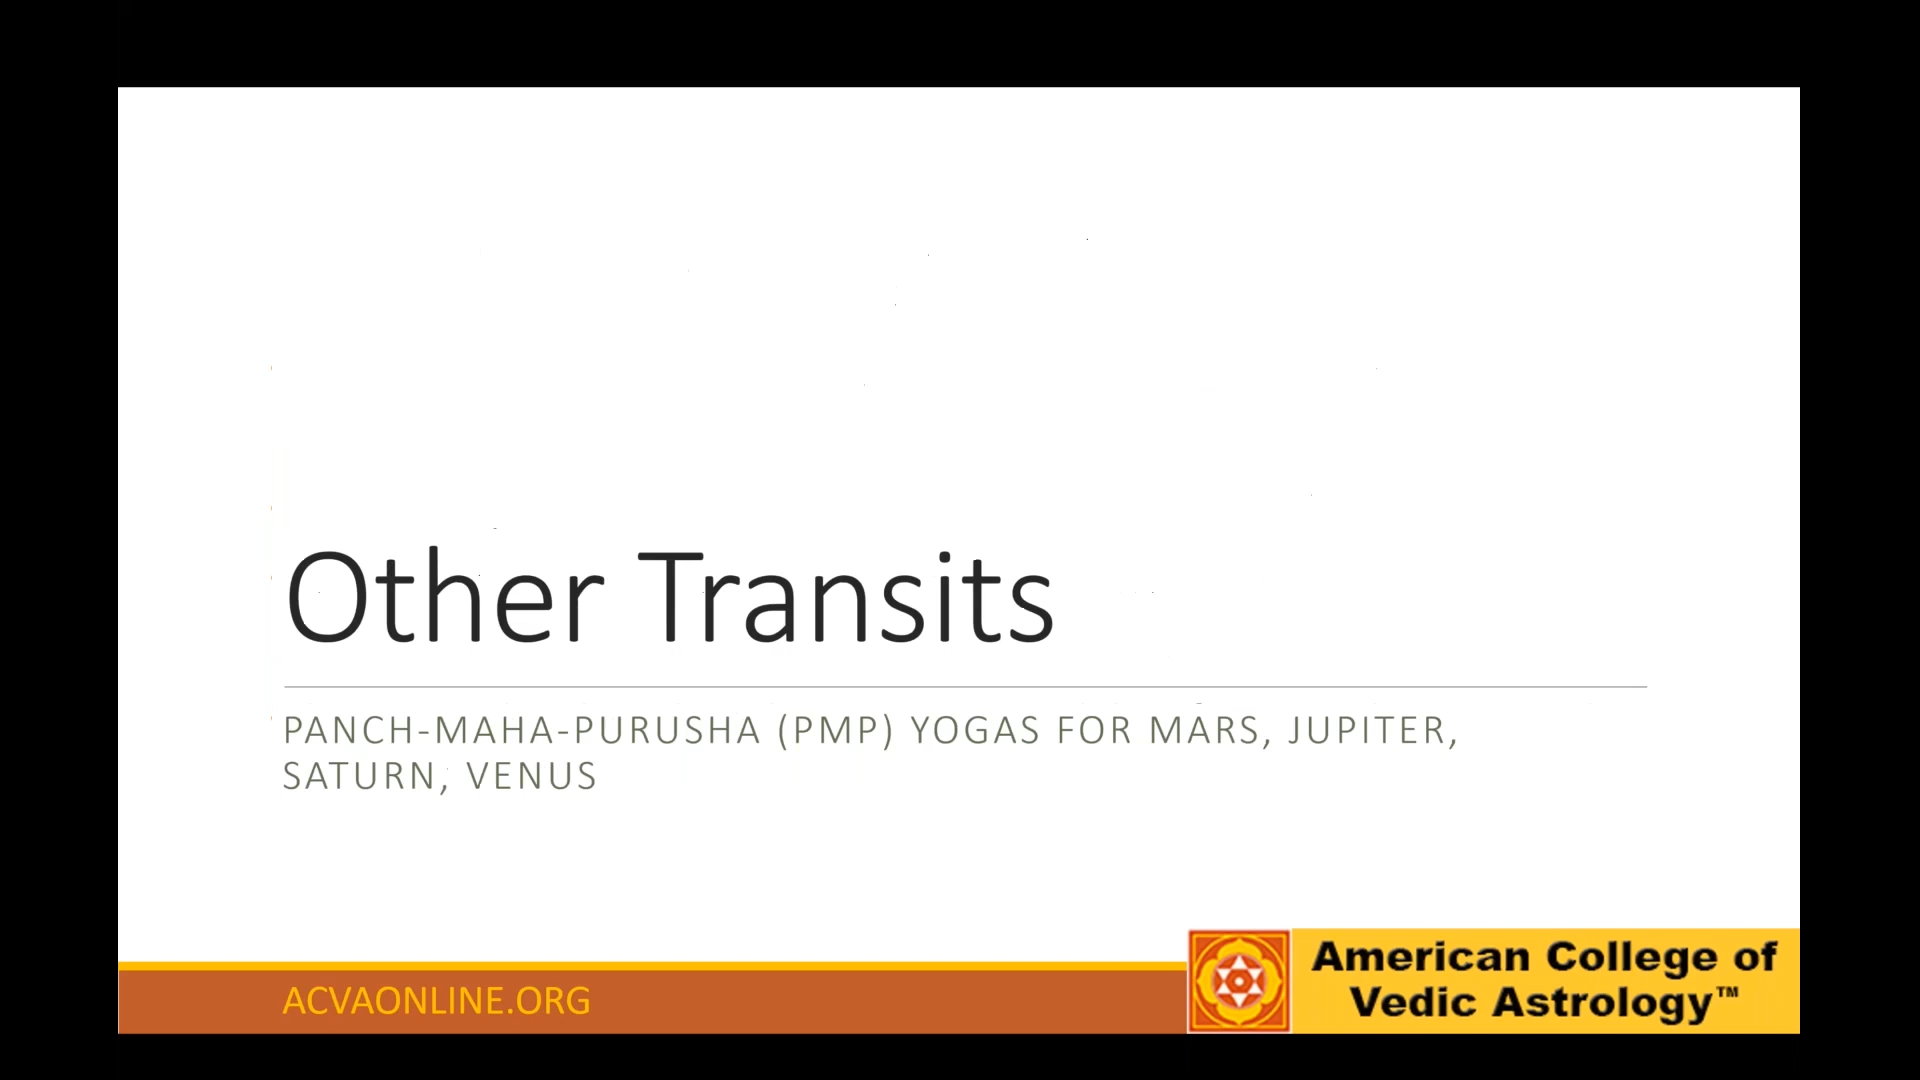 Other Transits
PANCH-MAHA-PURUSHA (PMP) YOGAS FOR MARS, JUPITER,
SATURN, VENUS
ACVAONLINE.ORG
American College of
Vedic Astrology™